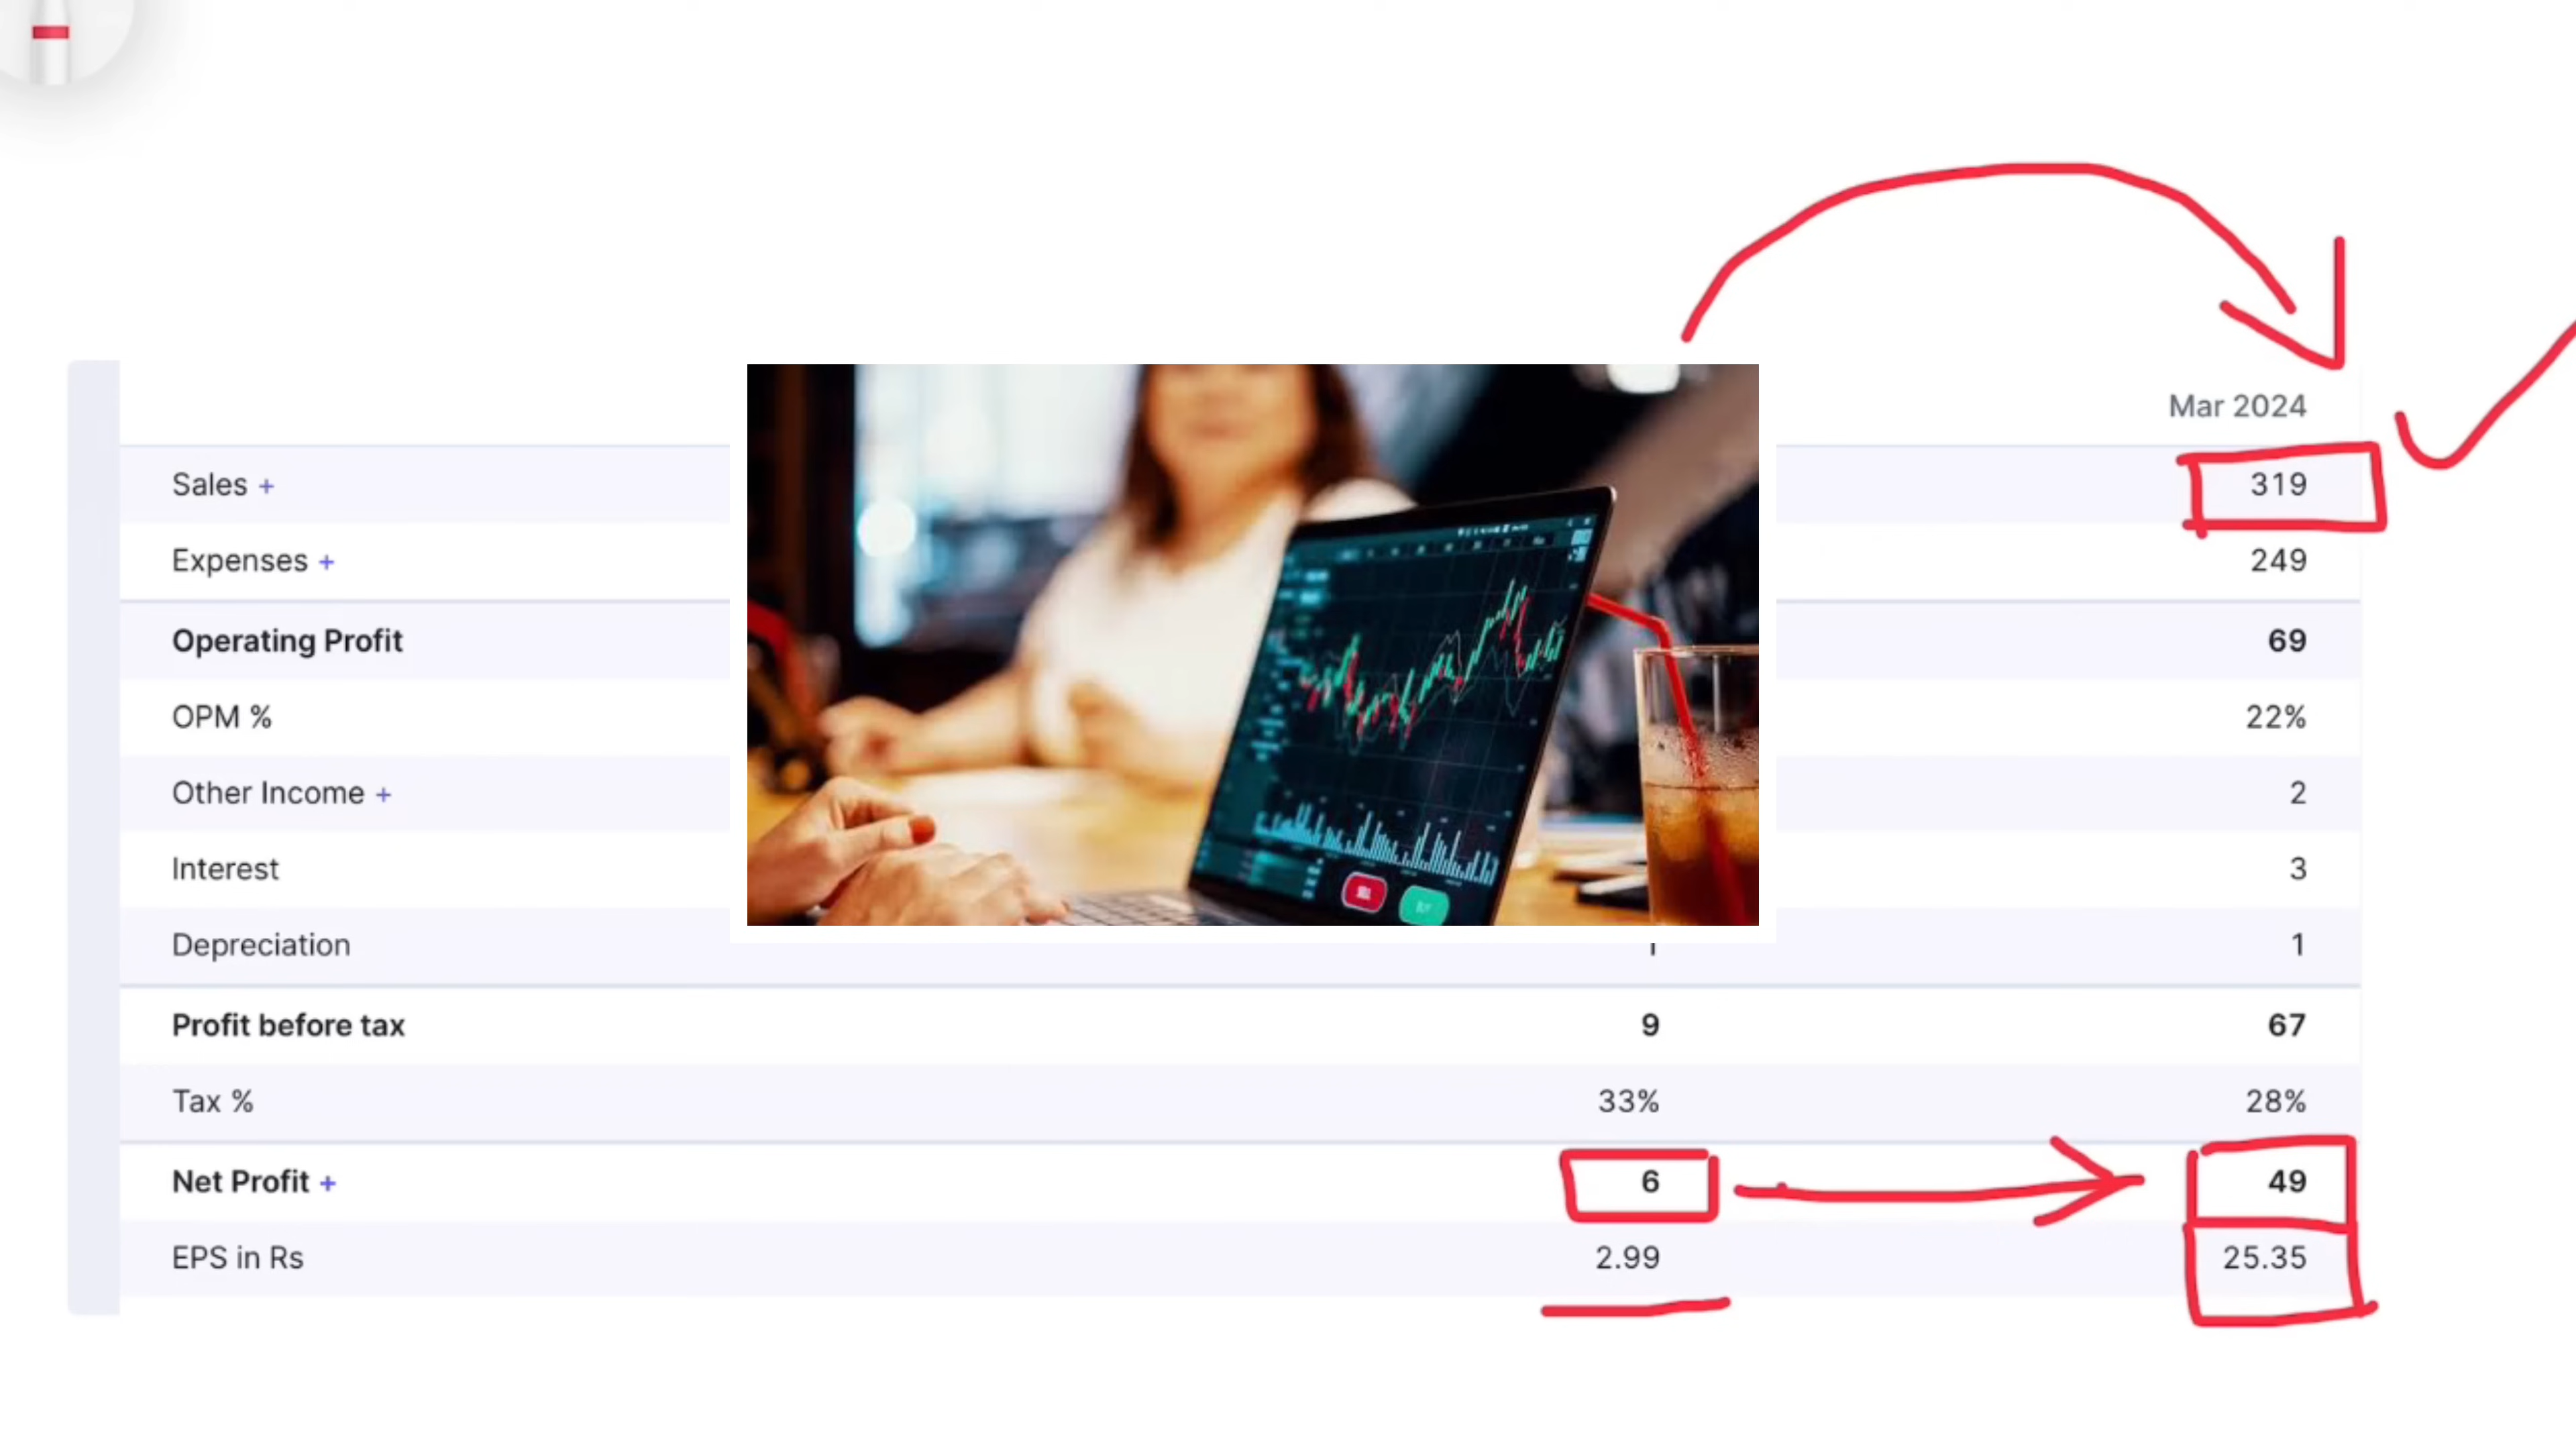 Mar 2024
Sales + 319
Expenses + 249
Operating Profit 69
OPM % 22%
Other Income + 2
Interest 3
Depreciation 1
Profit before tax 9 67
Tax % 33% 28%
Net Profit + 6 49
EPS in Rs 2.99 25.35